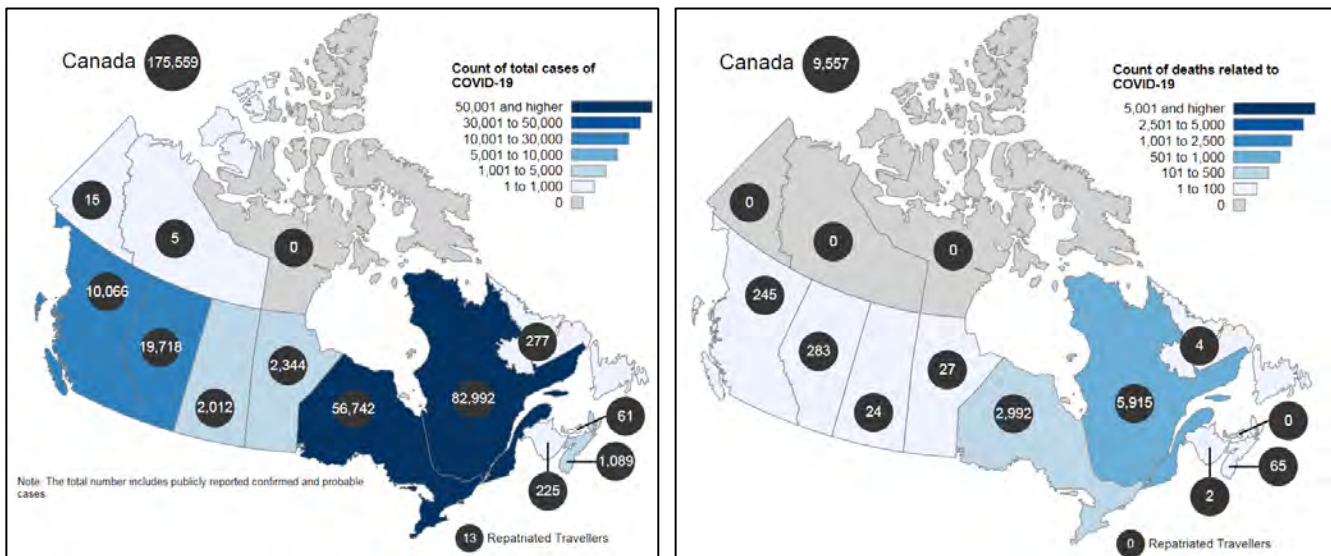 Canada 175,559
Count of total cases of
COVID-19
50,001 and higher
30,001 to 50,000
10,001 to 30,000
5,001 to 10,000
1,001 to 5,000
1 to 1,000
0
15
5
0
10,066
19,718
2,344
2,012
56,742
82,992
277
61
1,089
225
Note: The total number includes publicly reported confirmed and probable
cases
13 Repatriated Travellers
Canada 9,557
Count of deaths related to
COVID-19
5,001 and higher
2,501 to 5,000
1,001 to 2,500
501 to 1,000
101 to 500
1 to 100
0
0
0
0
245
283
27
24
2,992
5,915
4
0
65
2
0 Repatriated Travellers